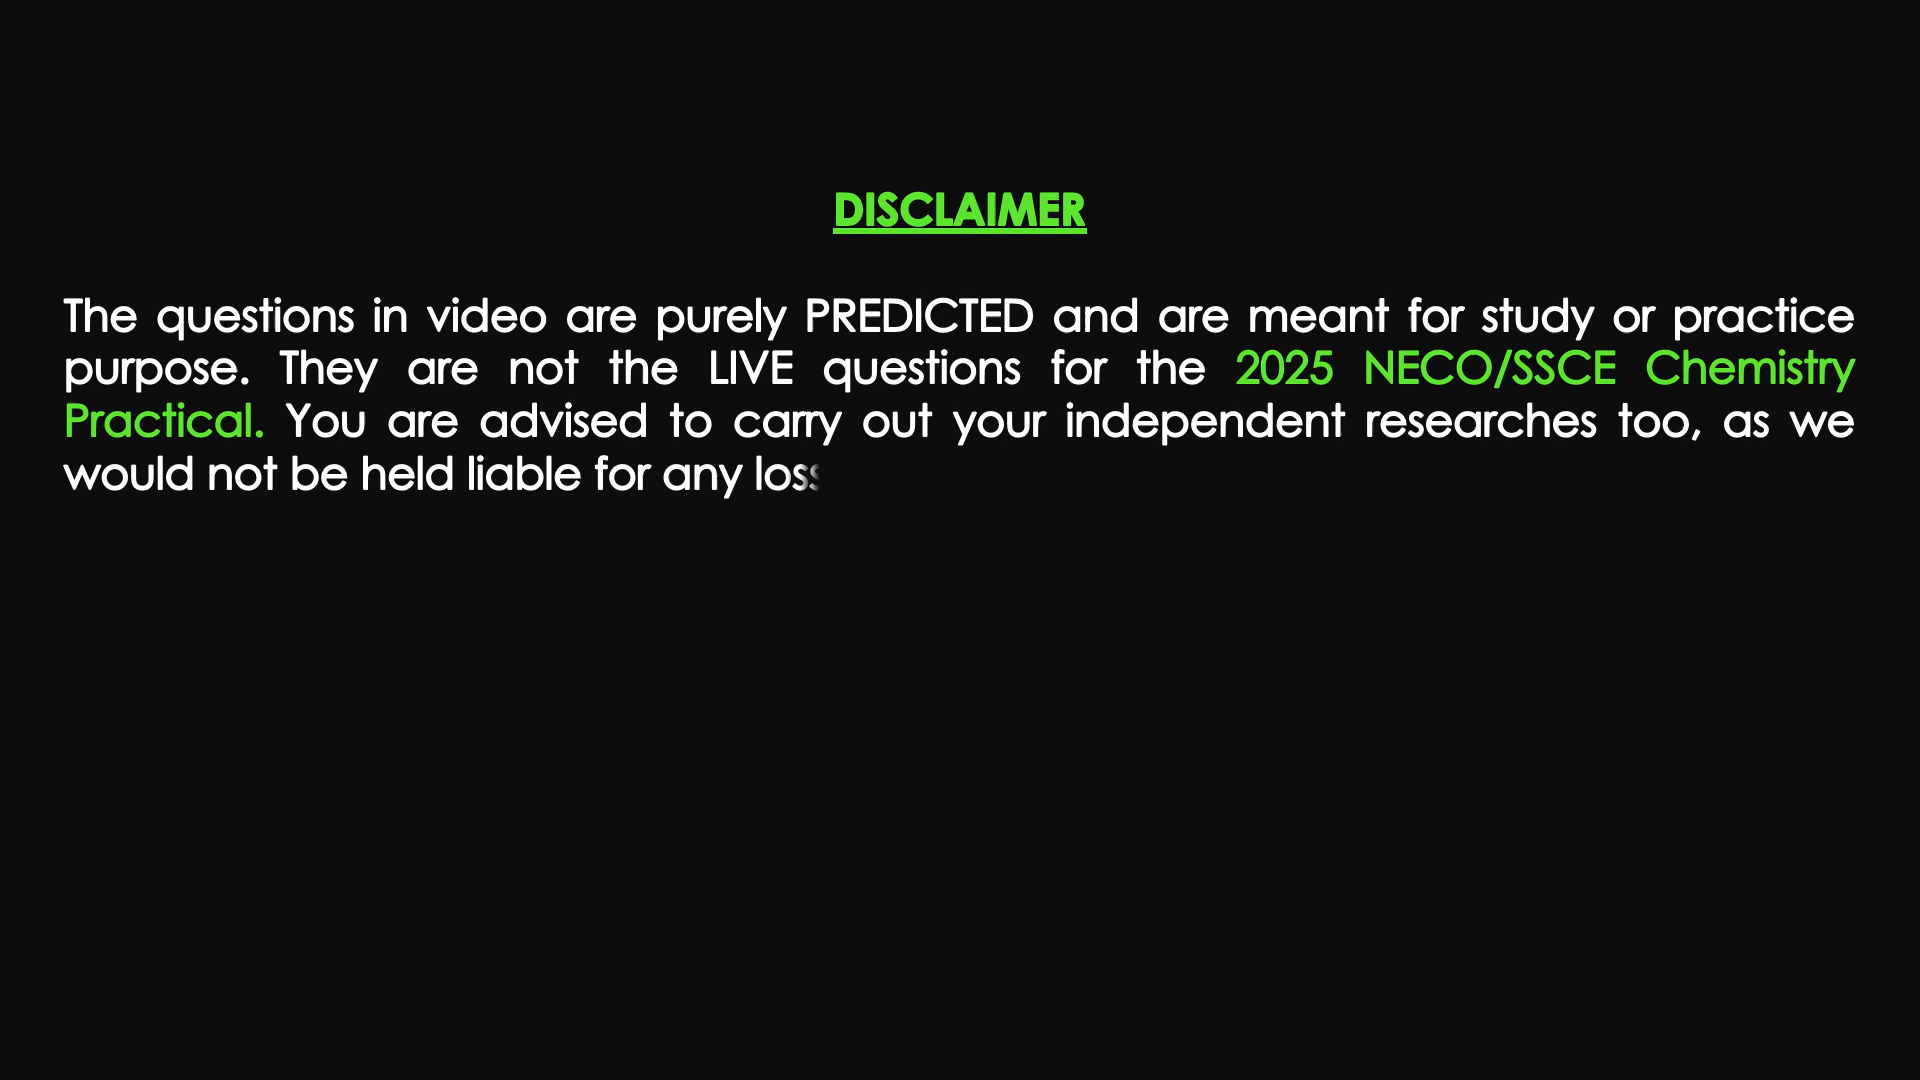 DISCLAIMER
The questions in video are purely PREDICTED and are meant for study or practice
purpose. They are not the LIVE questions for the 2025 NECO/SSCE Chemistry
Practical. You are advised to carry out your independent researches too, as we
would not be held liable for any loss